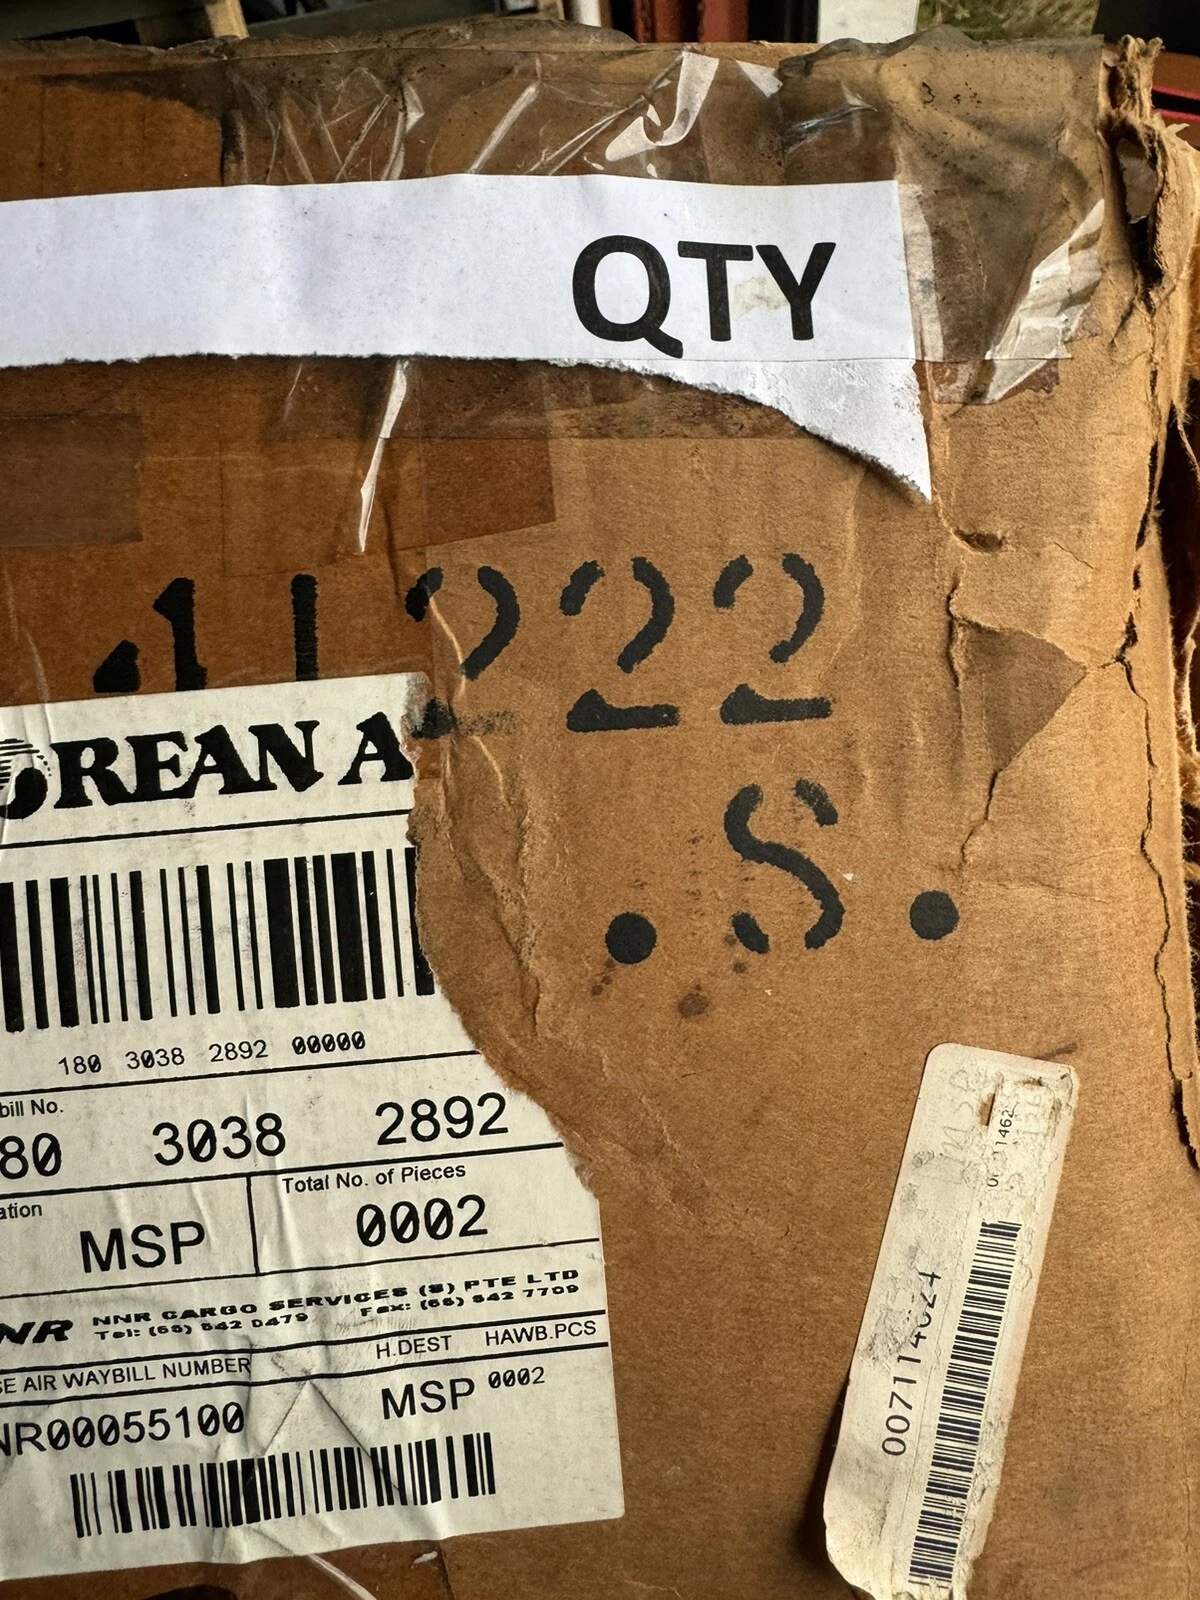 QTY
222
OREAN A
.S.
180 3038 2892 00000
bill No.
80 3038 2892
ation
MSP
Total No. of Pieces
0002
NNR CARGO SERVICES (S) PTE LTD
Tel: (65) 542 0479 Fax: (65) 542 7709
SE AIR WAYBILL NUMBER
H.DEST HAWB.PCS
NR00055100
MSP 0002